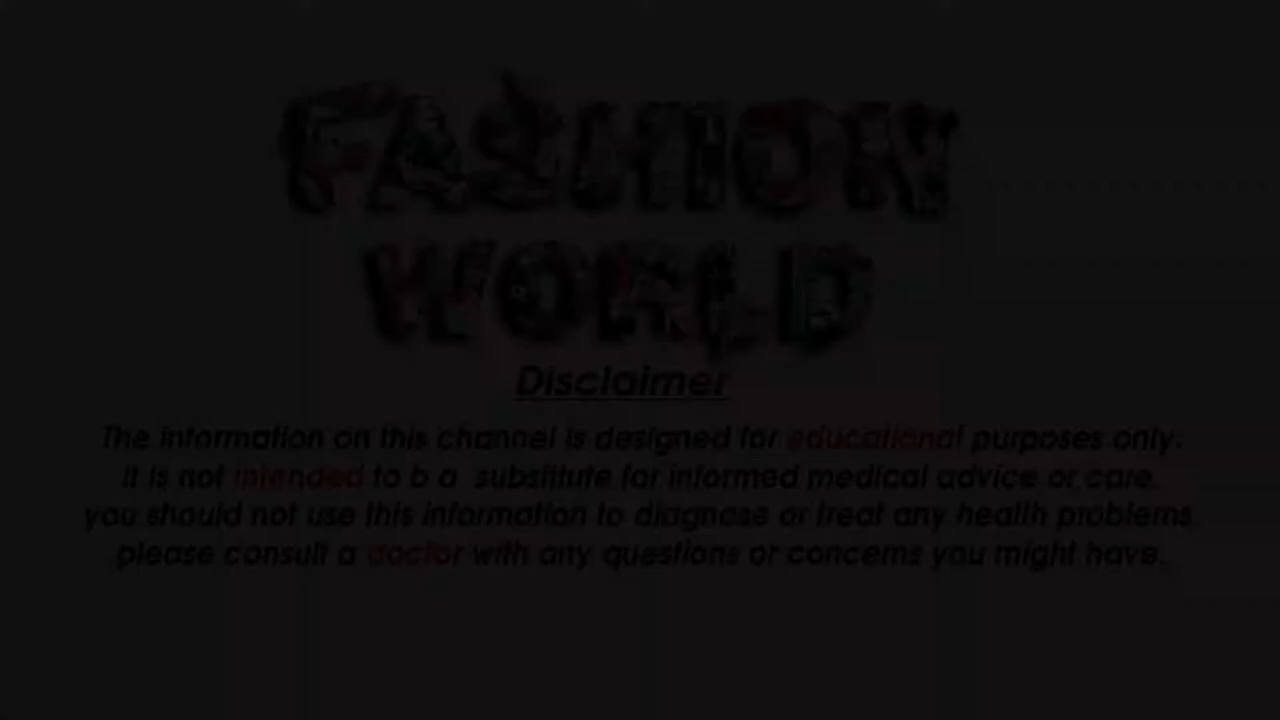 FASHION
WORLD
Disclaimer
The information on this channel is designed for educational purposes only.
it is not intended to b a substitute for informed medical advice or care.
you should not use this information to diagnose or treat any health problems.
please consult a doctor with any questions or concerns you might have.